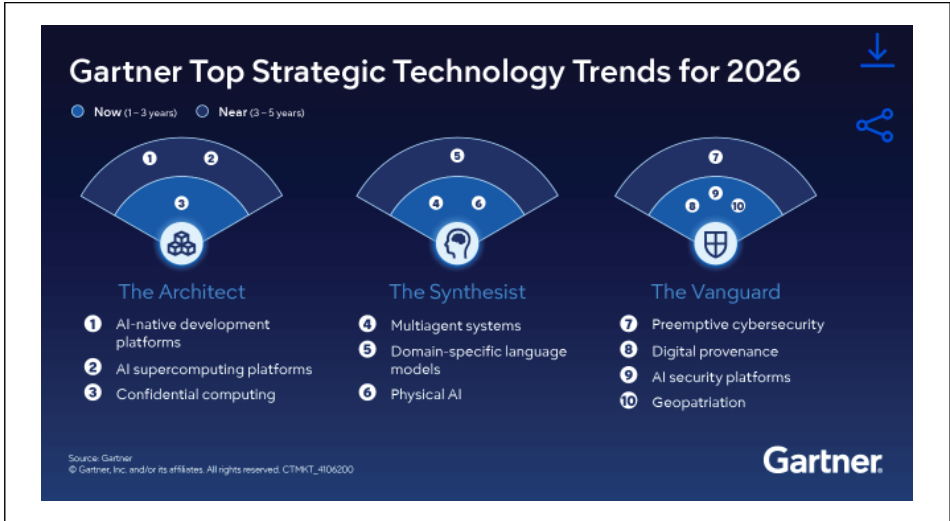 Gartner Top Strategic Technology Trends for 2026
Now (1–3 years) Near (3–5 years)
1 2
3
5
4 6
7
9
8 10
The Architect
1 AI-native development
platforms
2 AI supercomputing platforms
3 Confidential computing
The Synthesist
4 Multiagent systems
5 Domain-specific language
models
6 Physical AI
The Vanguard
7 Preemptive cybersecurity
8 Digital provenance
9 AI security platforms
10 Geopatriation
Source: Gartner
© Gartner, Inc. and/or its affiliates. All rights reserved. CTMKT_4106200
Gartner.